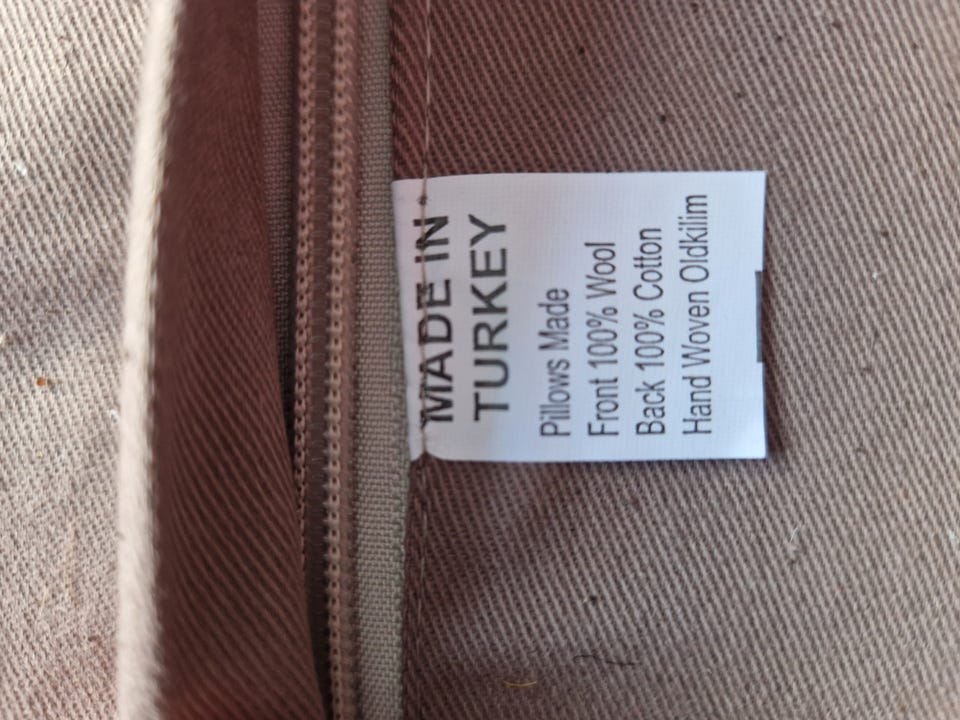 MADE IN
TURKEY
Pillows Made
Front 100% Wool
Back 100% Cotton
Hand Woven Oldkilim